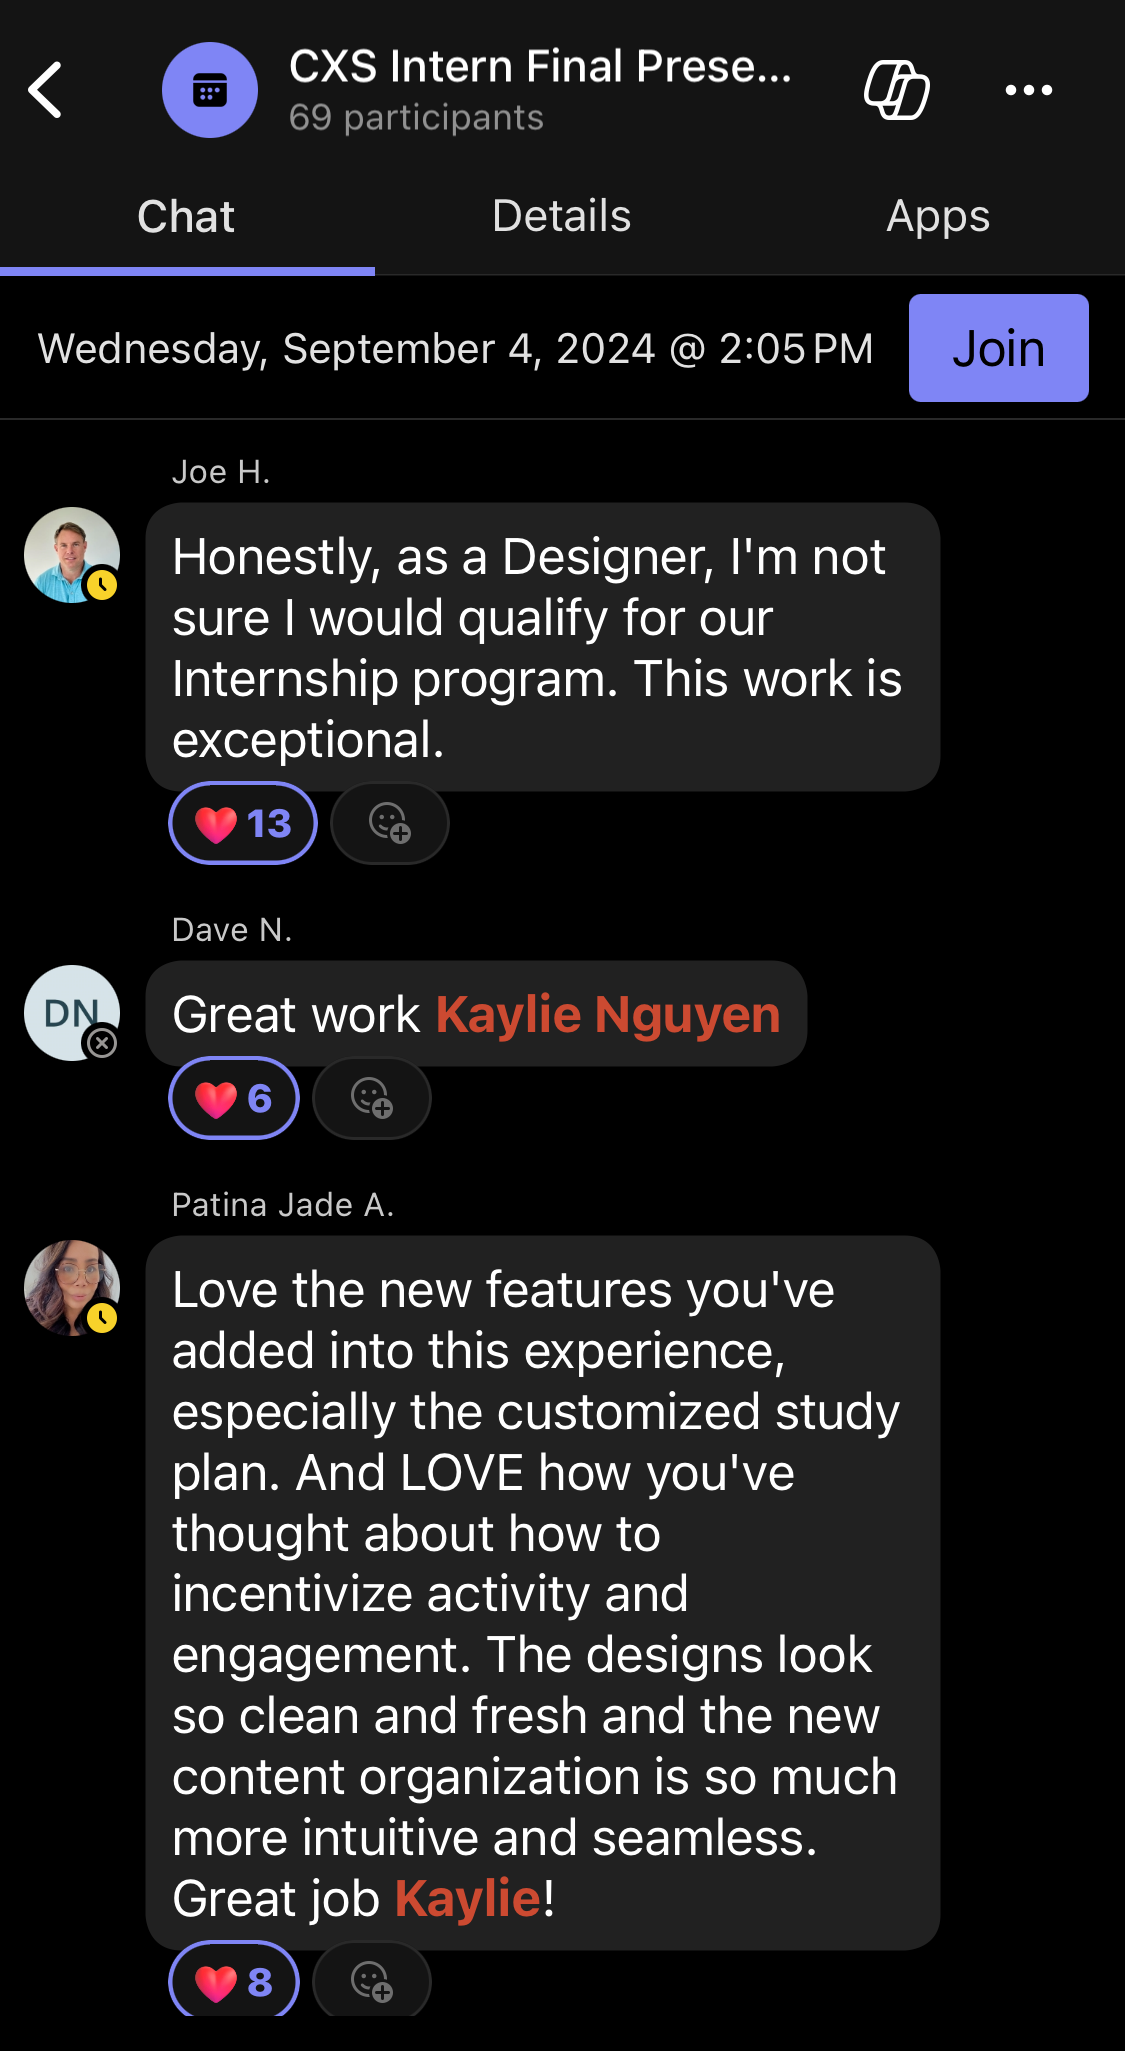 CXS Intern Final Prese...
69 participants
Chat
Details
Apps
Wednesday, September 4, 2024 @ 2:05 PM
Join
Joe H.
Honestly, as a Designer, I'm not
sure I would qualify for our
Internship program. This work is
exceptional.
13
Dave N.
DN
Great work Kaylie Nguyen
6
Patina Jade A.
Love the new features you've
added into this experience,
especially the customized study
plan. And LOVE how you've
thought about how to
incentivize activity and
engagement. The designs look
so clean and fresh and the new
content organization is so much
more intuitive and seamless.
Great job Kaylie!
8